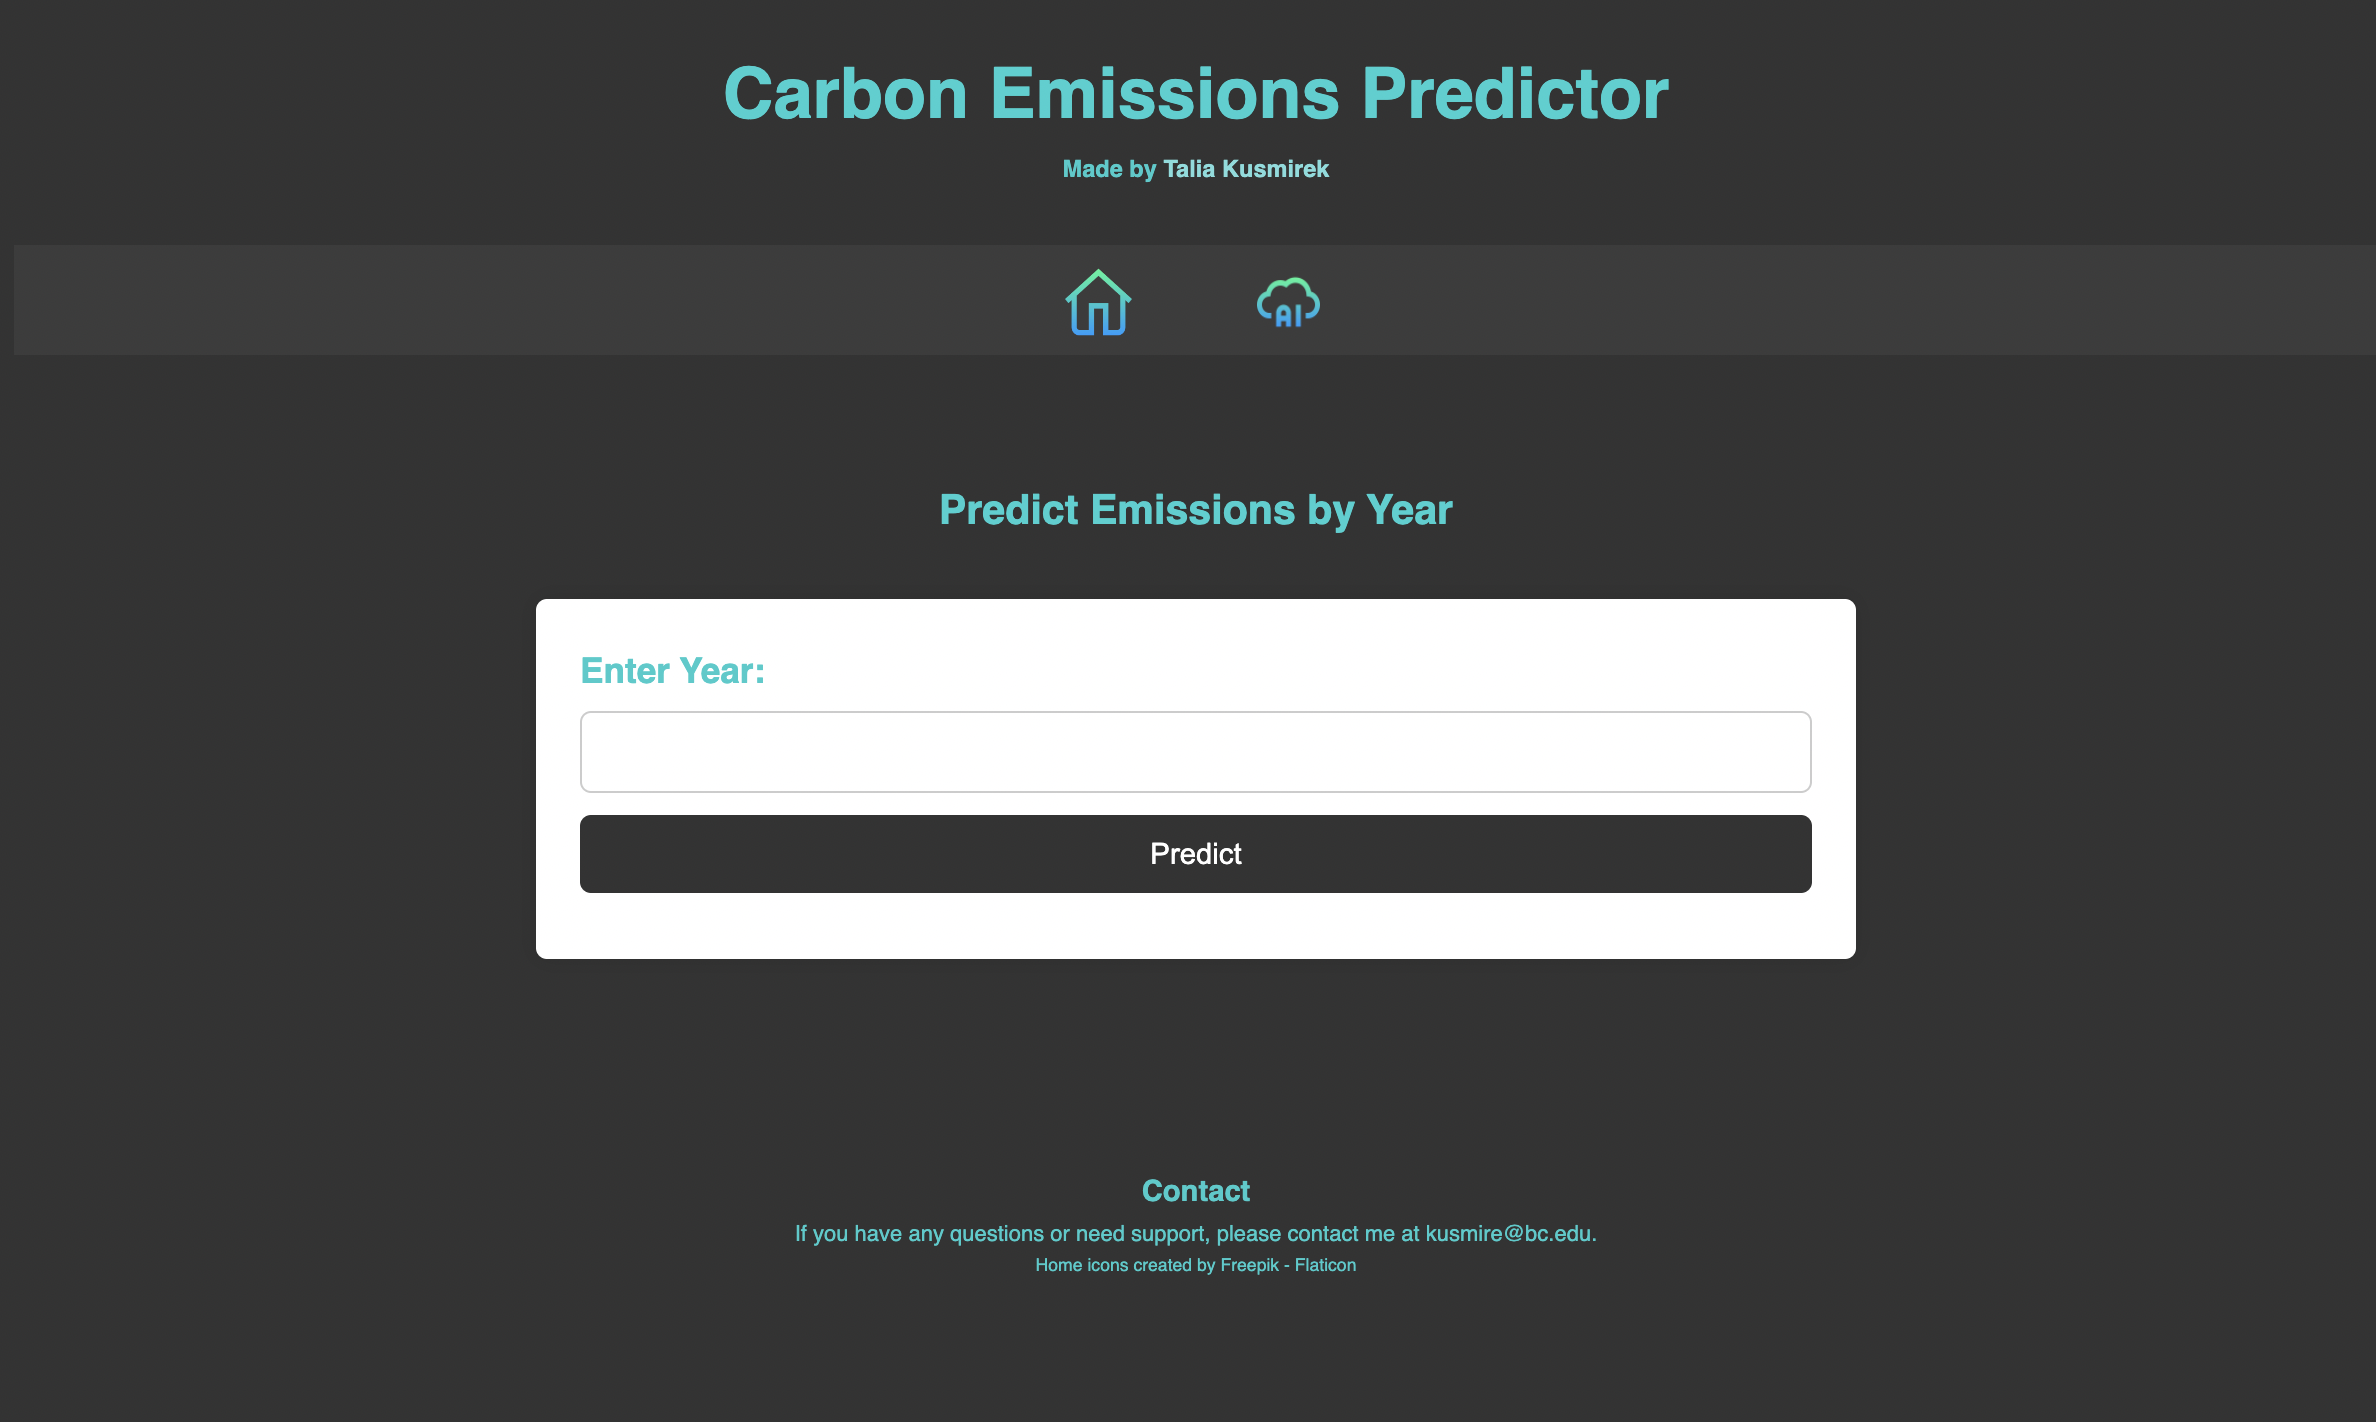 Carbon Emissions Predictor
Made by Talia Kusmirek
AI
Predict Emissions by Year
Enter Year:
Predict
Contact
If you have any questions or need support, please contact me at kusmire@bc.edu.
Home icons created by Freepik - Flaticon